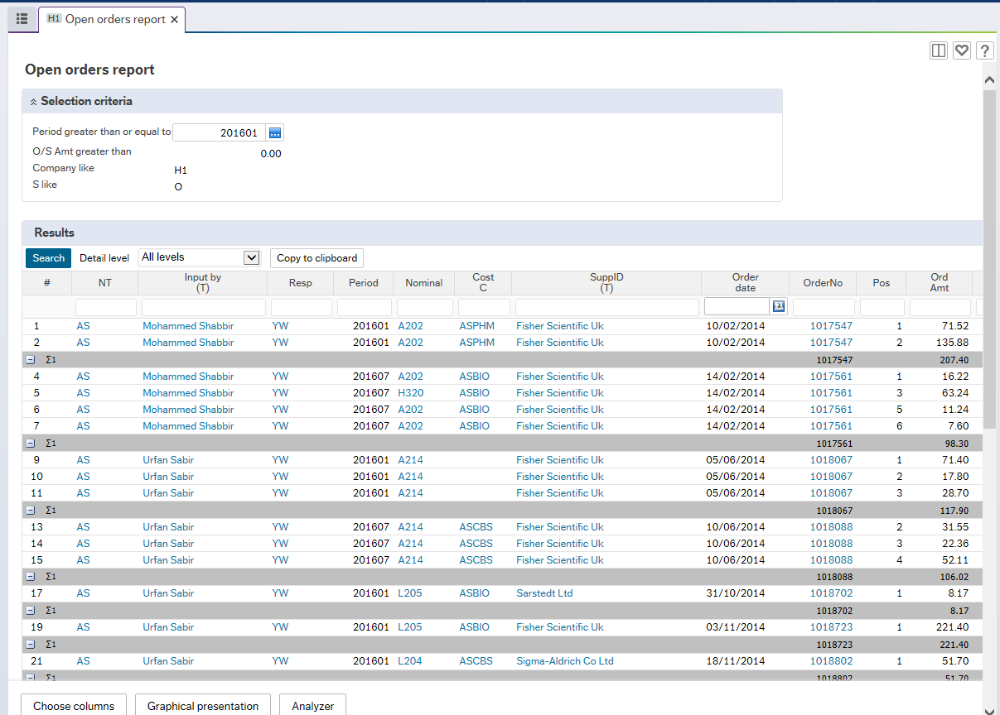 H1 Open orders report ×
?
Open orders report
Selection criteria
Period greater than or equal to 201601 ...
O/S Amt greater than 0.00
Company like H1
S like O
Results
Search Detail level All levels Copy to clipboard
# NT Input by (T) Resp Period Nominal Cost C SuppID (T) Order date OrderNo Pos Ord Amt
1 AS Mohammed Shabbir YW 201601 A202 ASPHM Fisher Scientific Uk 10/02/2014 1017547 1 71.52
2 AS Mohammed Shabbir YW 201601 A202 ASPHM Fisher Scientific Uk 10/02/2014 1017547 2 135.88
Σ1 1017547 207.40
4 AS Mohammed Shabbir YW 201607 A202 ASBIO Fisher Scientific Uk 14/02/2014 1017561 1 16.22
5 AS Mohammed Shabbir YW 201607 H320 ASBIO Fisher Scientific Uk 14/02/2014 1017561 3 63.24
6 AS Mohammed Shabbir YW 201607 A202 ASBIO Fisher Scientific Uk 14/02/2014 1017561 5 11.24
7 AS Mohammed Shabbir YW 201607 A202 ASBIO Fisher Scientific Uk 14/02/2014 1017561 6 7.60
Σ1 1017561 98.30
9 AS Urfan Sabir YW 201601 A214 Fisher Scientific Uk 05/06/2014 1018067 1 71.40
10 AS Urfan Sabir YW 201601 A214 Fisher Scientific Uk 05/06/2014 1018067 2 17.80
11 AS Urfan Sabir YW 201601 A214 Fisher Scientific Uk 05/06/2014 1018067 3 28.70
Σ1 1018067 117.90
13 AS Urfan Sabir YW 201607 A214 ASCBS Fisher Scientific Uk 10/06/2014 1018088 2 31.55
14 AS Urfan Sabir YW 201607 A214 ASCBS Fisher Scientific Uk 10/06/2014 1018088 3 22.36
15 AS Urfan Sabir YW 201607 A214 ASCBS Fisher Scientific Uk 10/06/2014 1018088 4 52.11
Σ1 1018088 106.02
17 AS Urfan Sabir YW 201601 L205 ASBIO Sarstedt Ltd 31/10/2014 1018702 1 8.17
Σ1 1018702 8.17
19 AS Urfan Sabir YW 201601 L205 ASBIO Fisher Scientific Uk 03/11/2014 1018723 1 221.40
Σ1 1018723 221.40
21 AS Urfan Sabir YW 201601 L204 ASCBS Sigma-Aldrich Co Ltd 18/11/2014 1018802 1 51.70
Σ1 1018802 51.70
Choose columns Graphical presentation Analyzer